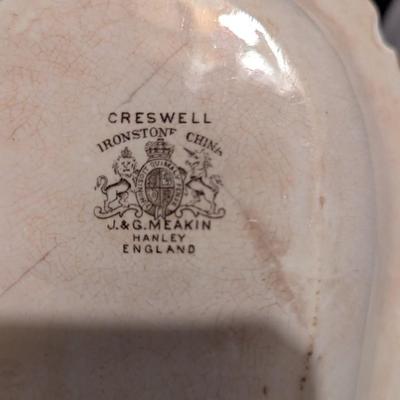 CRESWELL
IRONSTONE CHINA
J.&G.MEAKIN
HANLEY
ENGLAND